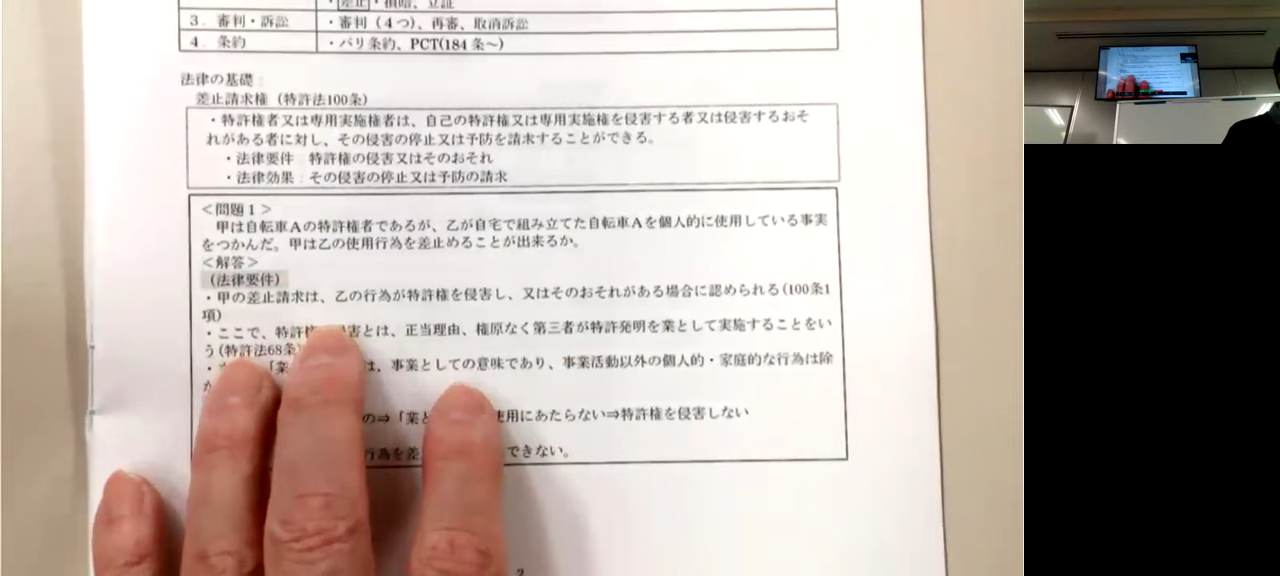 ・差止・損賠、立証
3．審判・訴訟 ・審判（4つ）、再審、取消訴訟
4．条約 ・パリ条約、PCT(184条～)
法律の基礎：
差止請求権（特許法100条）
・特許権者又は専用実施権者は、自己の特許権又は専用実施権を侵害する者又は侵害するおそ
れがある者に対し、その侵害の停止又は予防を請求することができる。
・法律要件：特許権の侵害又はそのおそれ
・法律効果：その侵害の停止又は予防の請求
＜問題1＞
甲は自転車Aの特許権者であるが、乙が自宅で組み立てた自転車Aを個人的に使用している事実
をつかんだ。甲は乙の使用行為を差止めることが出来るか。
＜解答＞
（法律要件）
・甲の差止請求は、乙の行為が特許権を侵害し、又はそのおそれがある場合に認められる(100条1
項)
・ここで、特許 害とは、正当理由、権原なく第三者が特許発明を業として実施することをい
う(特許法68条
「業 は、事業としての意味であり、事業活動以外の個人的・家庭的な行為は除
の⇒「業と 使用にあたらない⇒特許権を侵害しない
行為を差 できない。
2